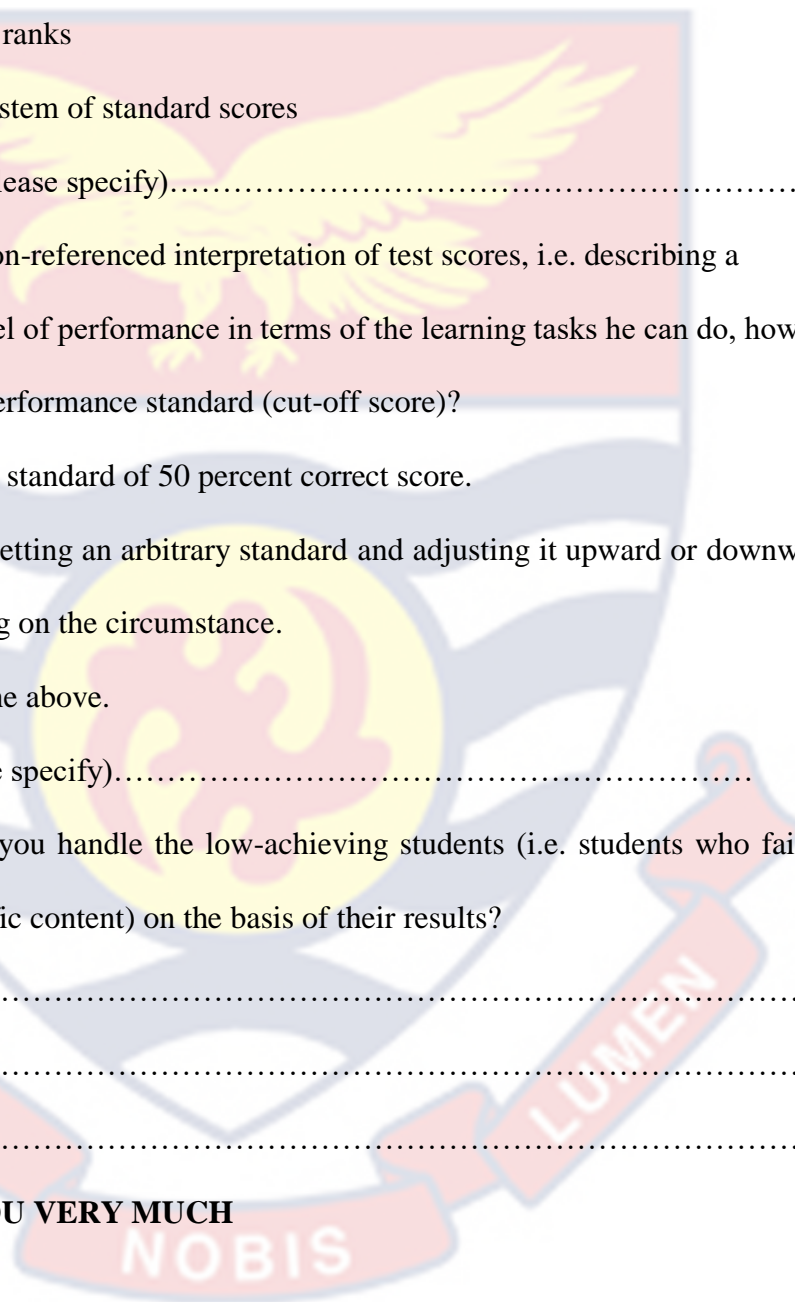 ranks
stem of standard scores
lease specify)……………………………………………………………
on-referenced interpretation of test scores, i.e. describing a
el of performance in terms of the learning tasks he can do, how
erformance standard (cut-off score)?
standard of 50 percent correct score.
etting an arbitrary standard and adjusting it upward or downw
g on the circumstance.
ne above.
e specify)……………………………………………………………
you handle the low-achieving students (i.e. students who fai
ic content) on the basis of their results?
……………………………………………………………………………
……………………………………………………………………………
……………………………………………………………………………
OU VERY MUCH
NOBIS
LUMEN